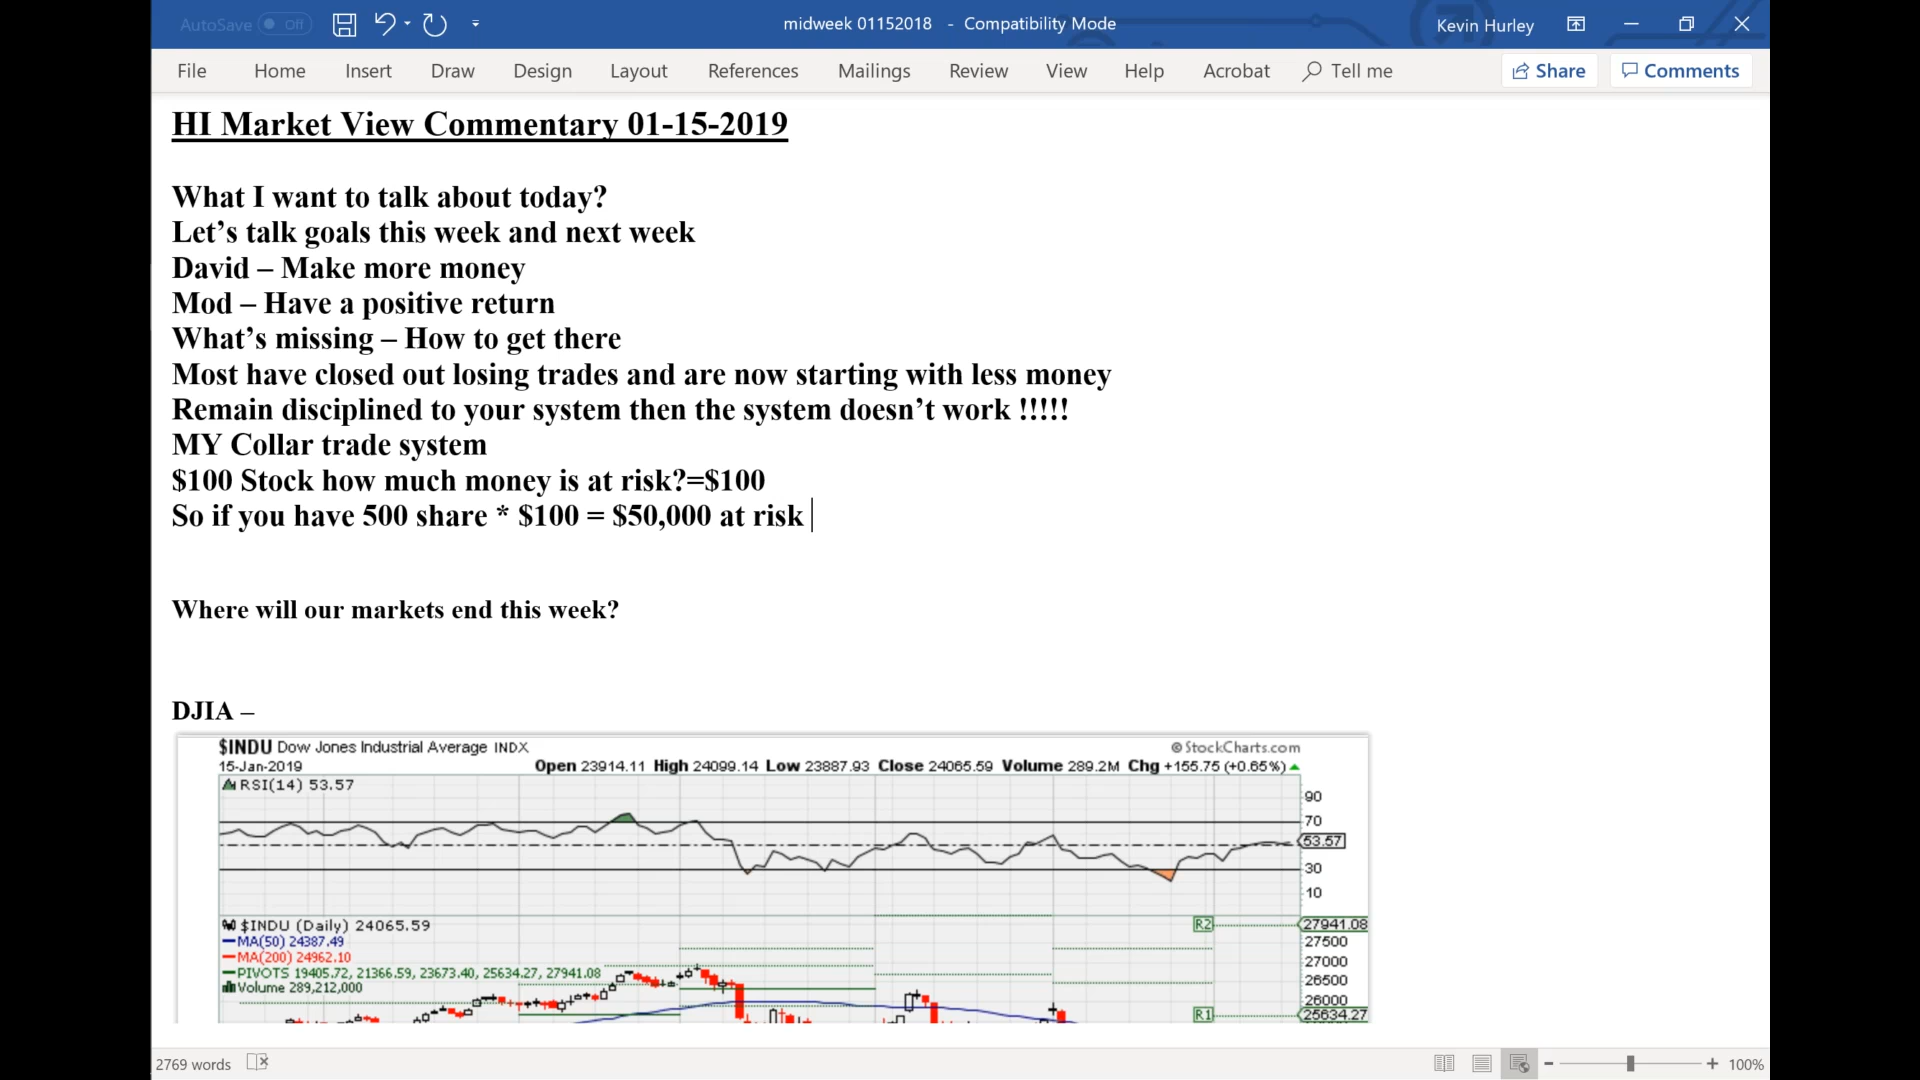 AutoSave Off
midweek 01152018 - Compatibility Mode
Kevin Hurley
File Home Insert Draw Design Layout References Mailings Review View Help Acrobat Tell me Share Comments
HI Market View Commentary 01-15-2019
What I want to talk about today?
Let’s talk goals this week and next week
David – Make more money
Mod – Have a positive return
What’s missing – How to get there
Most have closed out losing trades and are now starting with less money
Remain disciplined to your system then the system doesn’t work !!!!!
MY Collar trade system
$100 Stock how much money is at risk?=$100
So if you have 500 share * $100 = $50,000 at risk
Where will our markets end this week?
DJIA –
$INDU Dow Jones Industrial Average INDX
© StockCharts.com
15-Jan-2019
Open 23914.11 High 24099.14 Low 23887.93 Close 24065.59 Volume 289.2M Chg +155.75 (+0.65%)
RSI(14) 53.57
90
70
53.57
30
10
$INDU (Daily) 24065.59
MA(50) 24387.49
MA(200) 24962.10
PIVOTS 19405.72, 21366.59, 23673.40, 25634.27, 27941.08
Volume 289,212,000
R2
27941.08
27500
27000
26500
26000
R1
25634.27
2769 words
100%